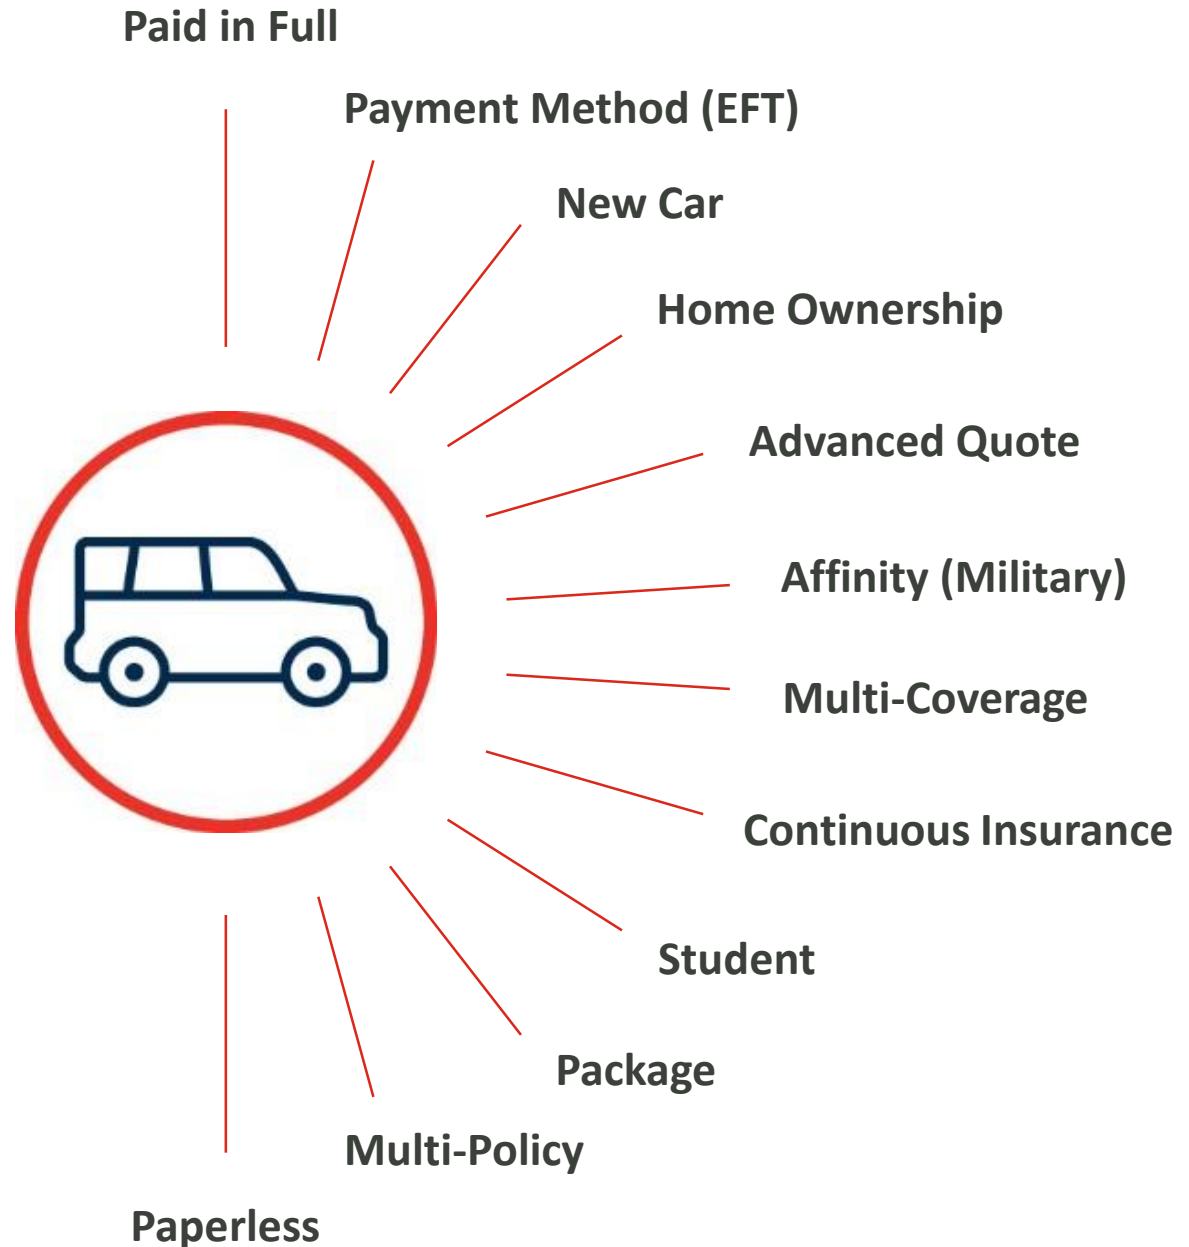 Paid in Full
Payment Method (EFT)
New Car
Home Ownership
Advanced Quote
Affinity (Military)
Multi-Coverage
Continuous Insurance
Student
Package
Multi-Policy
Paperless